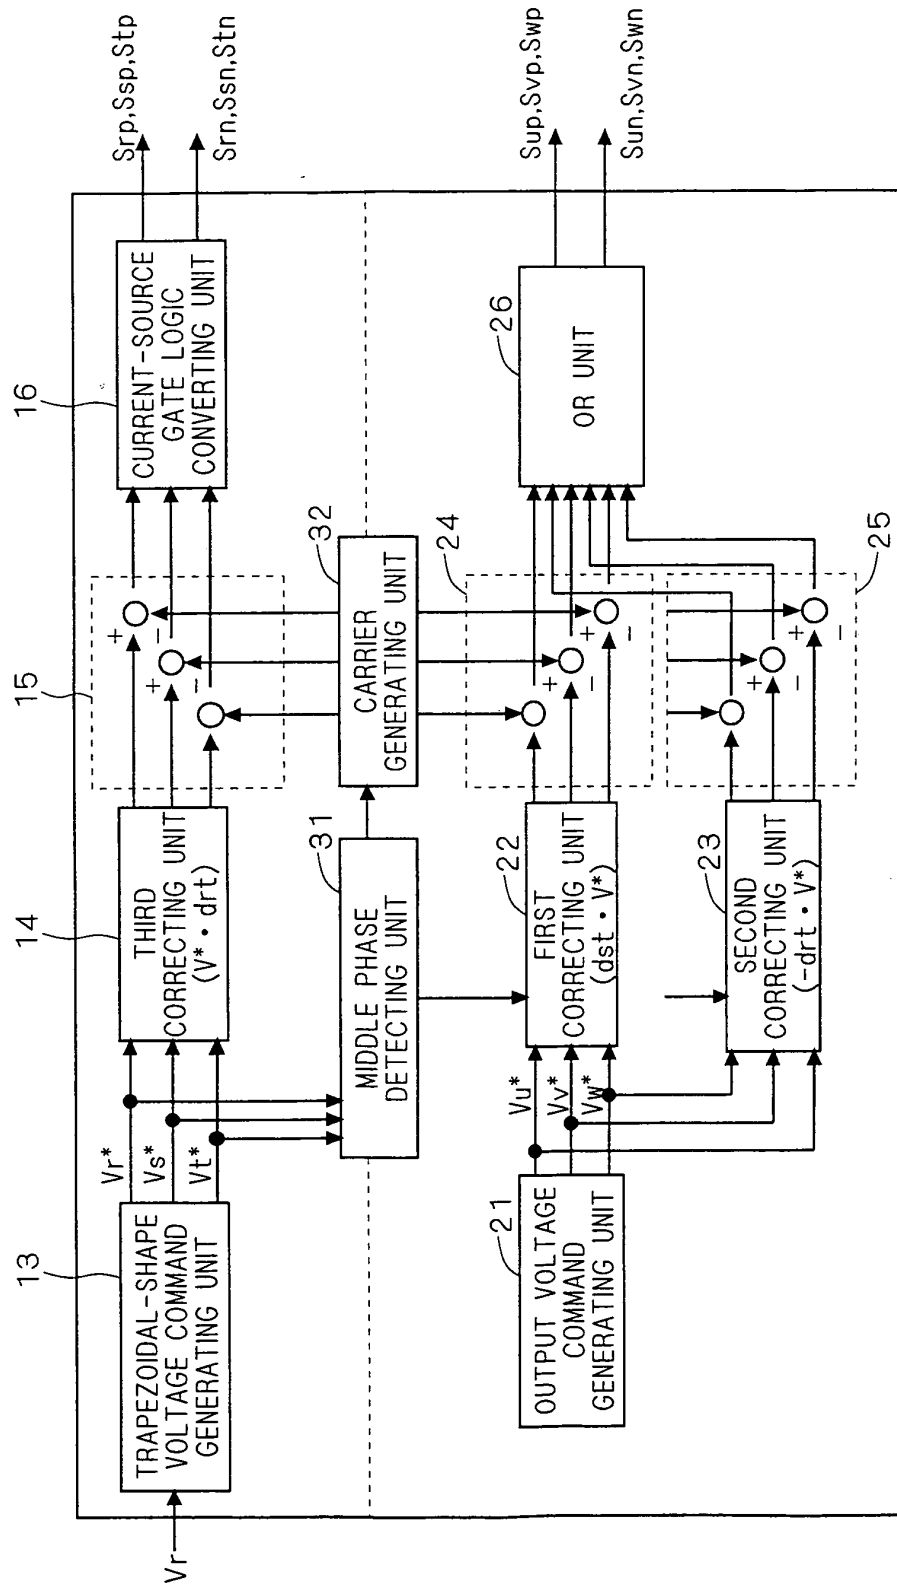 Vr
13
TRAPEZOIDAL-SHAPE
VOLTAGE COMMAND
GENERATING UNIT
Vr*
Vs*
Vt*
14
THIRD
CORRECTING UNIT
(V*・drt)
15
+
−
+
−
16
CURRENT-SOURCE
GATE LOGIC
CONVERTING UNIT
Srp,Ssp,Stp
Srn,Ssn,Stn
31
MIDDLE PHASE
DETECTING UNIT
32
CARRIER
GENERATING UNIT
21
OUTPUT VOLTAGE
COMMAND
GENERATING UNIT
Vu*
Vv*
Vw*
22
FIRST
CORRECTING UNIT
(dst・V*)
24
+
−
+
−
23
SECOND
CORRECTING UNIT
(-drt・V*)
25
+
−
+
−
26
OR UNIT
Sup,Svp,Swp
Sun,Svn,Swn